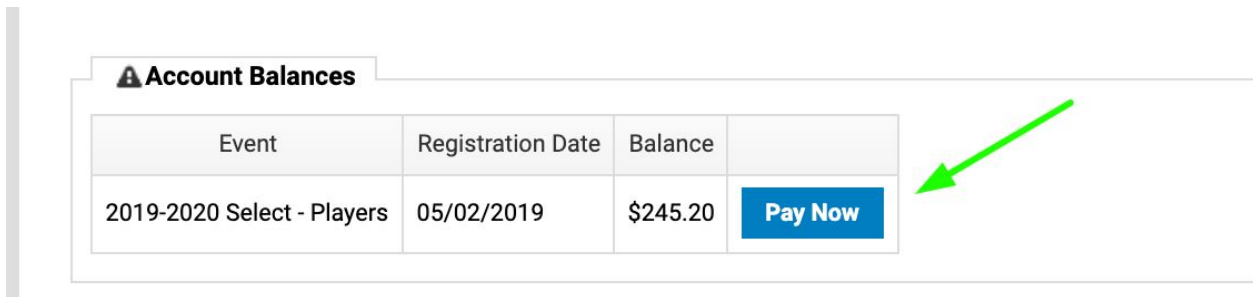 Account Balances
Event Registration Date Balance
2019-2020 Select - Players 05/02/2019 $245.20 Pay Now